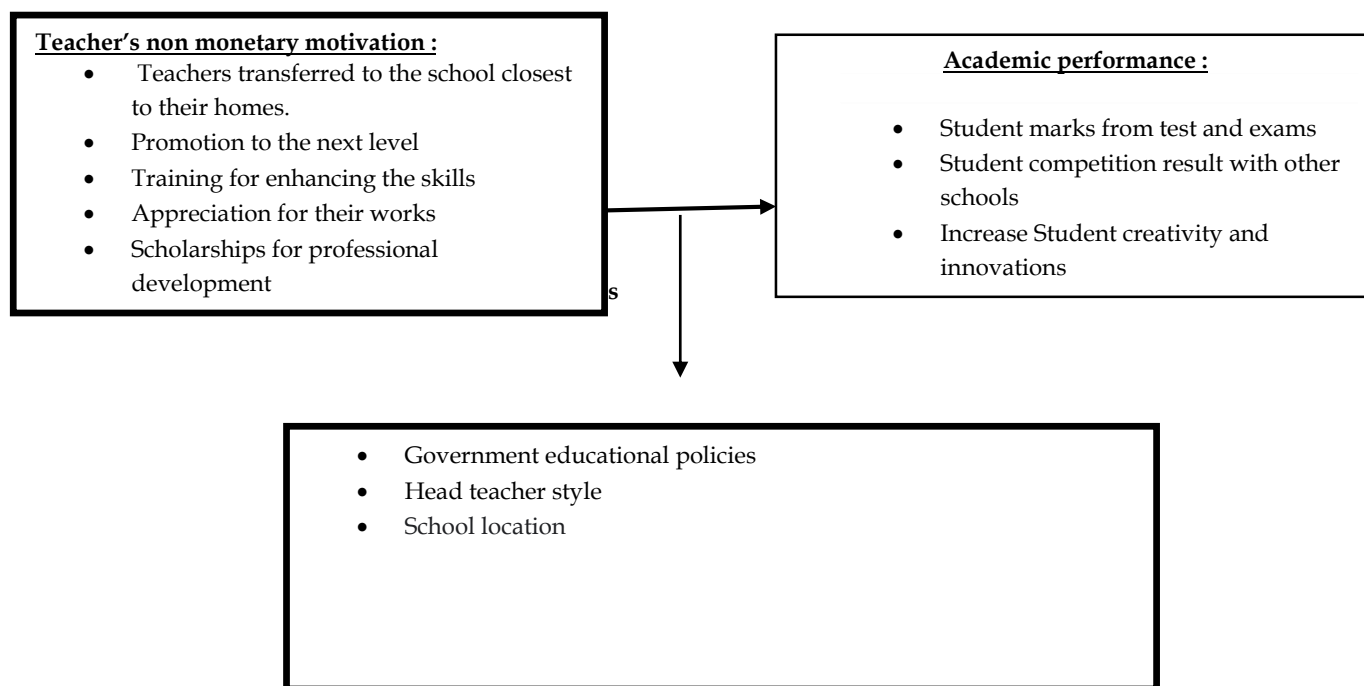 Teacher's non monetary motivation :
• Teachers transferred to the school closest
to their homes.
• Promotion to the next level
• Training for enhancing the skills
• Appreciation for their works
• Scholarships for professional
development
s
Academic performance :
• Student marks from test and exams
• Student competition result with other
schools
• Increase Student creativity and
innovations
• Government educational policies
• Head teacher style
• School location